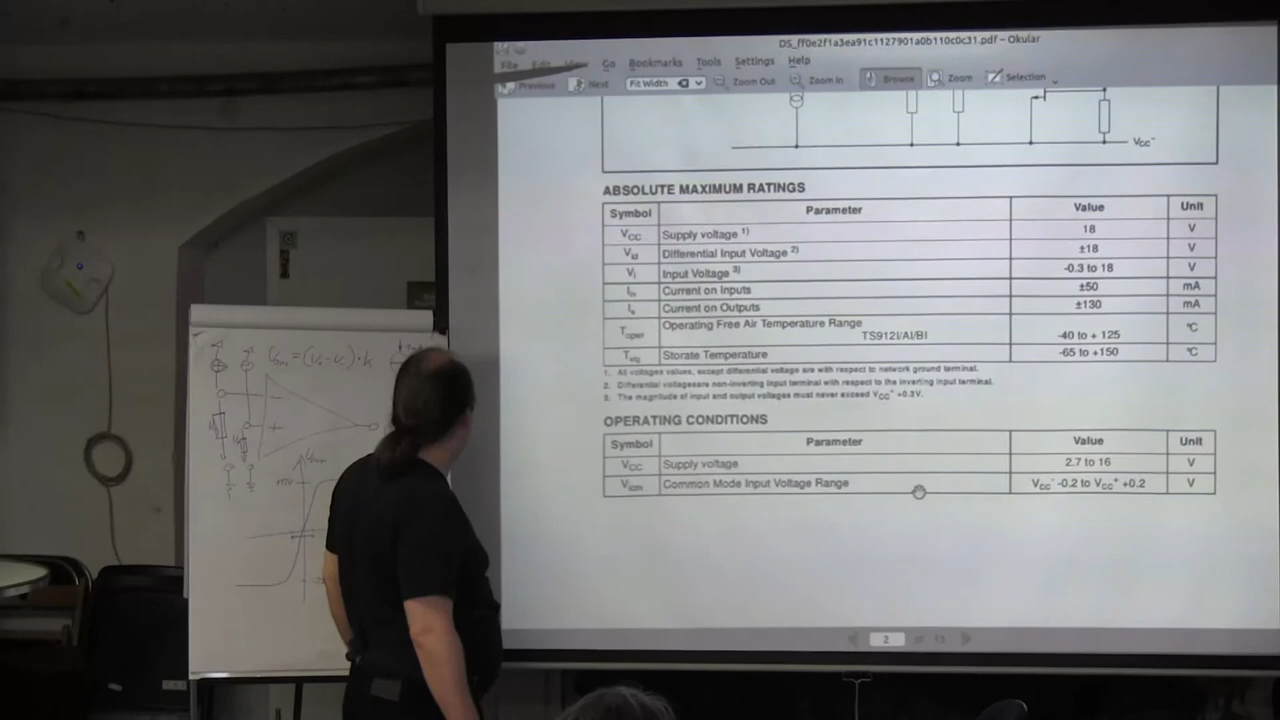 DS_ff0e2f1a3ea91c1127901a0b110c0c31.pdf – Okular
File Edit View Go Bookmarks Tools Settings Help
Previous Next Fit Width Zoom Out Zoom In Browse Zoom Selection
Vcc-
ABSOLUTE MAXIMUM RATINGS
Symbol Parameter Value Unit
VCC Supply voltage 1) 18 V
Vid Differential Input Voltage 2) ±18 V
Vi Input Voltage 3) -0.3 to 18 V
Iin Current on Inputs ±50 mA
Io Current on Outputs ±130 mA
Toper Operating Free Air Temperature Range
TS912I/AI/BI -40 to + 125 °C
Tstg Storate Temperature -65 to +150 °C
1. All voltages values, except differential voltage are with respect to network ground terminal.
2. Differential voltagesare non-inverting input terminal with respect to the inverting input terminal.
3. The magnitude of input and output voltages must never exceed VCC+ +0.3V.
OPERATING CONDITIONS
Symbol Parameter Value Unit
VCC Supply voltage 2.7 to 16 V
Vicm Common Mode Input Voltage Range VCC- -0.2 to VCC+ +0.2 V
2 of 13